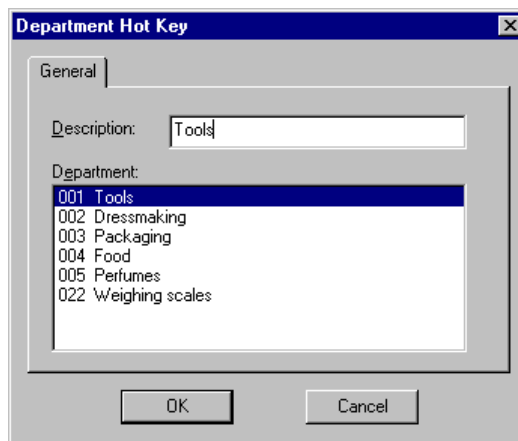 Department Hot Key
General
Description: Tools
Department:
001 Tools
002 Dressmaking
003 Packaging
004 Food
005 Perfumes
022 Weighing scales
OK Cancel